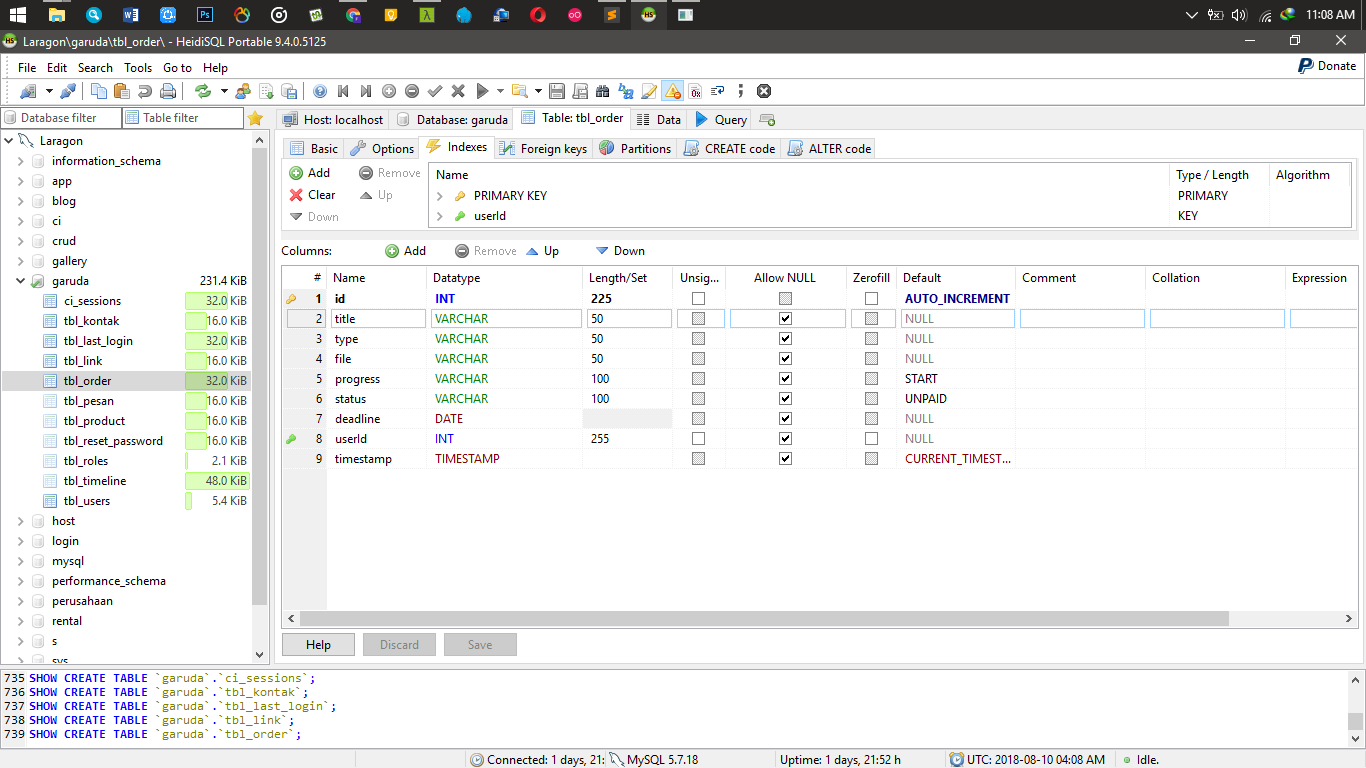 11:08 AM
Laragon\garuda\tbl_order\ - HeidiSQL Portable 9.4.0.5125
File Edit Search Tools Go to Help
Donate
Database filter Table filter
Host: localhost Database: garuda Table: tbl_order Data Query
Basic Options Indexes Foreign keys Partitions CREATE code ALTER code
Add Remove
Clear Up
Down
Name Type / Length Algorithm
PRIMARY KEY PRIMARY
userId KEY
Columns: Add Remove Up Down
# Name Datatype Length/Set Unsig... Allow NULL Zerofill Default Comment Collation Expression
1 id INT 225 AUTO_INCREMENT
2 title VARCHAR 50 NULL
3 type VARCHAR 50 NULL
4 file VARCHAR 50 NULL
5 progress VARCHAR 100 START
6 status VARCHAR 100 UNPAID
7 deadline DATE NULL
8 userId INT 255 NULL
9 timestamp TIMESTAMP CURRENT_TIMEST...
Help Discard Save
Laragon
information_schema
app
blog
ci
crud
gallery
garuda 231.4 KiB
ci_sessions 32.0 KiB
tbl_kontak 16.0 KiB
tbl_last_login 32.0 KiB
tbl_link 16.0 KiB
tbl_order 32.0 KiB
tbl_pesan 16.0 KiB
tbl_product 16.0 KiB
tbl_reset_password 16.0 KiB
tbl_roles 2.1 KiB
tbl_timeline 48.0 KiB
tbl_users 5.4 KiB
host
login
mysql
performance_schema
perusahaan
rental
s
sys
735 SHOW CREATE TABLE `garuda`.`ci_sessions`;
736 SHOW CREATE TABLE `garuda`.`tbl_kontak`;
737 SHOW CREATE TABLE `garuda`.`tbl_last_login`;
738 SHOW CREATE TABLE `garuda`.`tbl_link`;
739 SHOW CREATE TABLE `garuda`.`tbl_order`;
Connected: 1 days, 21: MySQL 5.7.18 Uptime: 1 days, 21:52 h UTC: 2018-08-10 04:08 AM Idle.